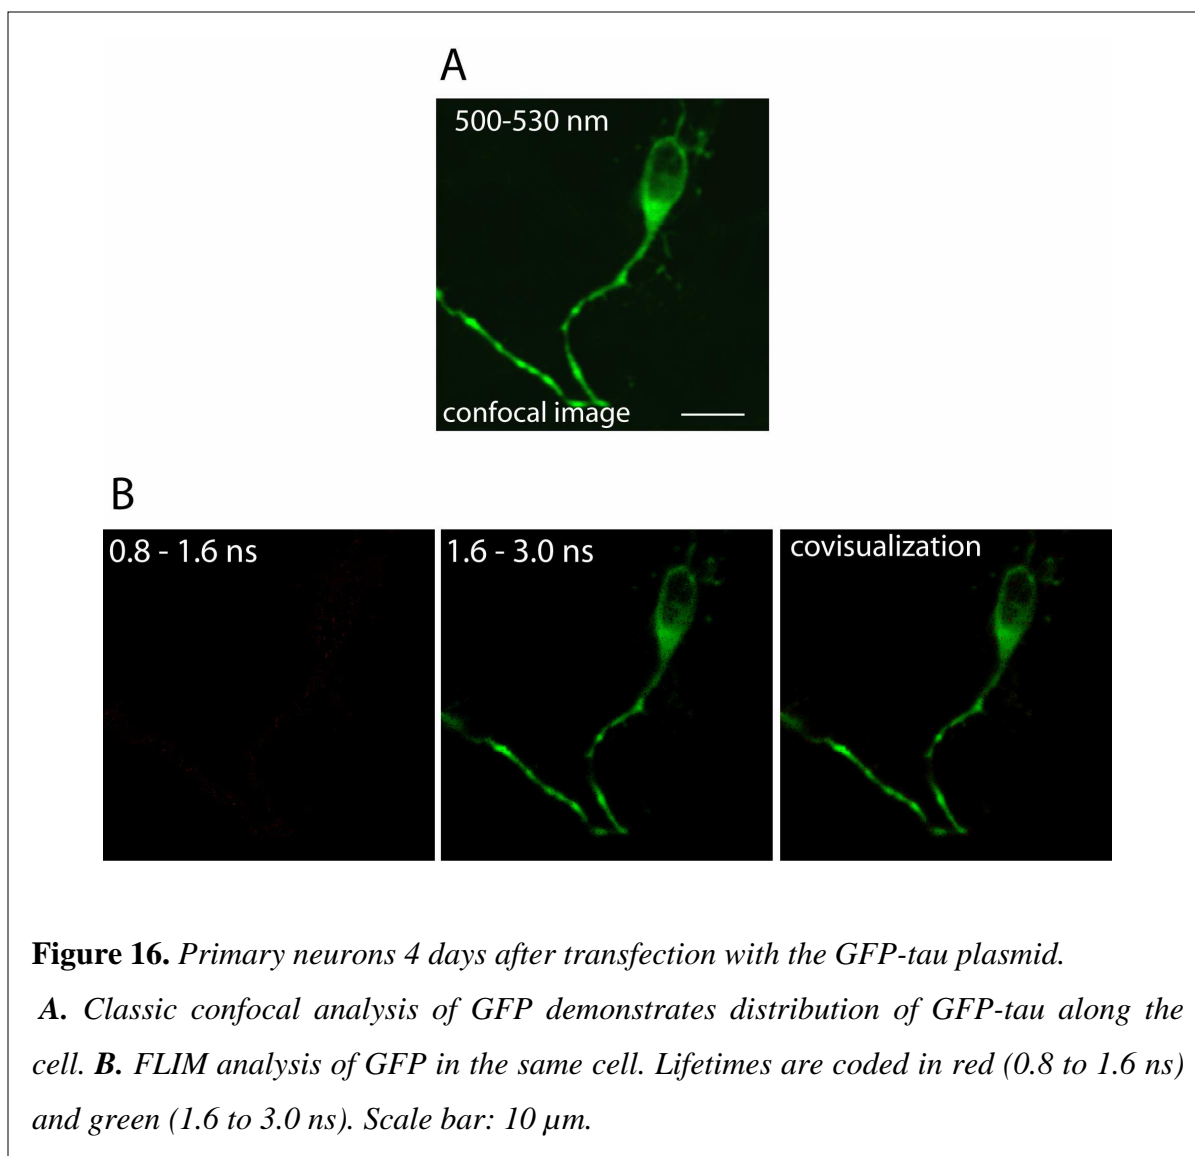 A
500-530 nm
confocal image
B
0.8 - 1.6 ns
1.6 - 3.0 ns
covisualization
Figure 16. Primary neurons 4 days after transfection with the GFP-tau plasmid.
A. Classic confocal analysis of GFP demonstrates distribution of GFP-tau along the
cell. B. FLIM analysis of GFP in the same cell. Lifetimes are coded in red (0.8 to 1.6 ns)
and green (1.6 to 3.0 ns). Scale bar: 10 µm.